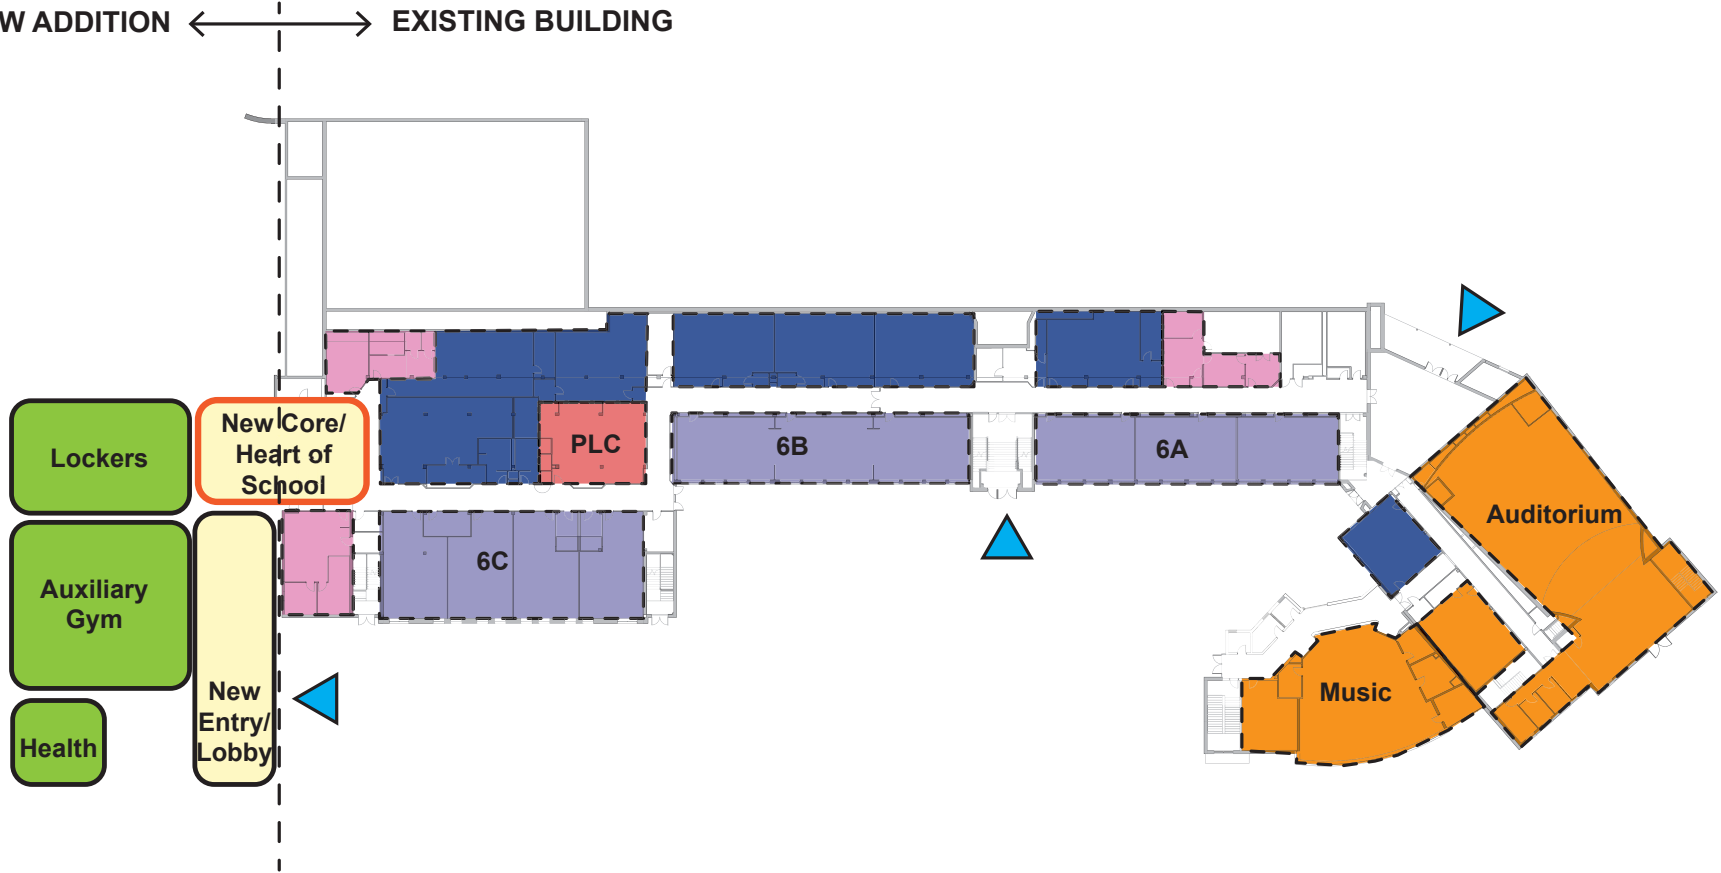 W ADDITION
EXISTING BUILDING
Lockers
New Core/
Heart of
School
PLC
6B
6A
Auditorium
Auxiliary
Gym
6C
New
Entry/
Lobby
Health
Music